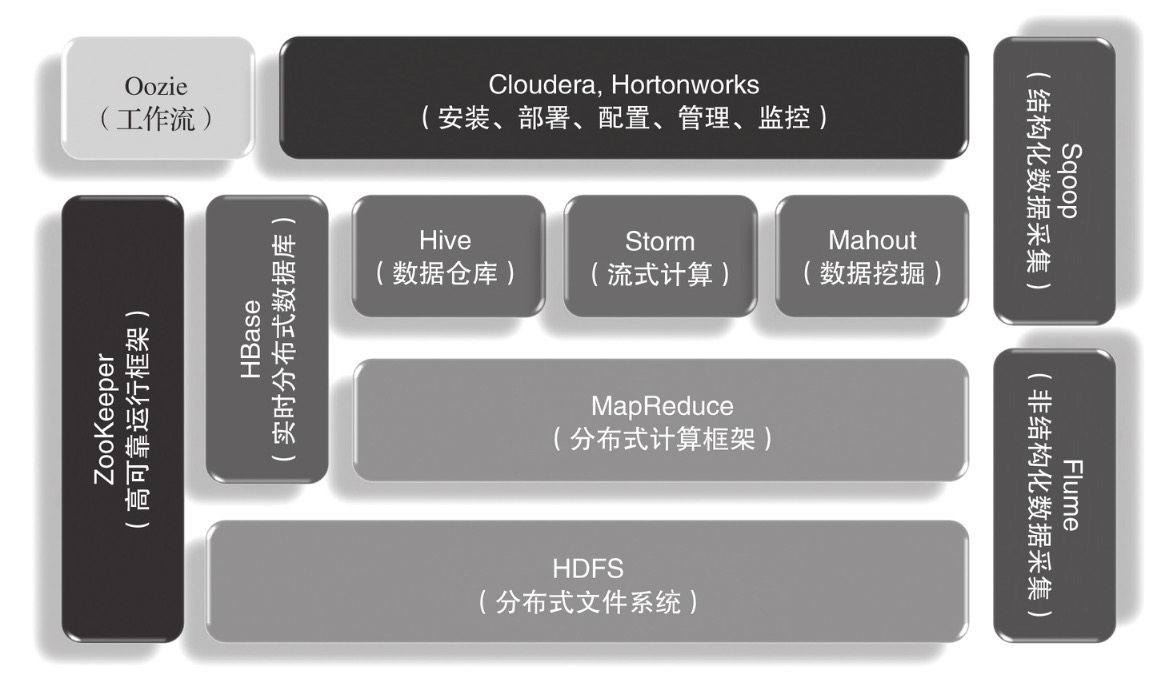 Oozie
（工作流）
Cloudera, Hortonworks
（安装、部署、配置、管理、监控）
Sqoop
（结构化数据采集）
ZooKeeper
（高可靠运行框架）
HBase
（实时分布式数据库）
Hive
（数据仓库）
Storm
（流式计算）
Mahout
（数据挖掘）
MapReduce
（分布式计算框架）
Flume
（非结构化数据采集）
HDFS
（分布式文件系统）